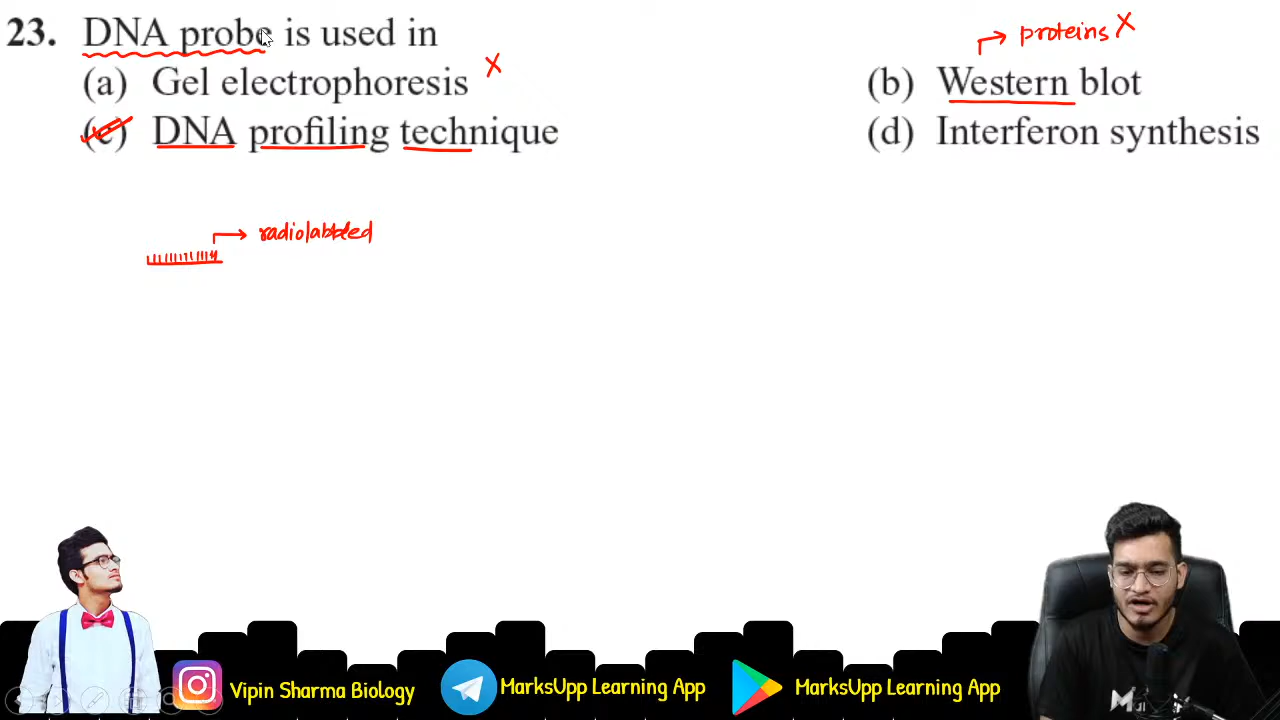 23. DNA probe is used in
(a) Gel electrophoresis X
(b) Western blot
proteins X
(c) DNA profiling technique
(d) Interferon synthesis
radiolabbled
Vipin Sharma Biology
MarksUpp Learning App
MarksUpp Learning App